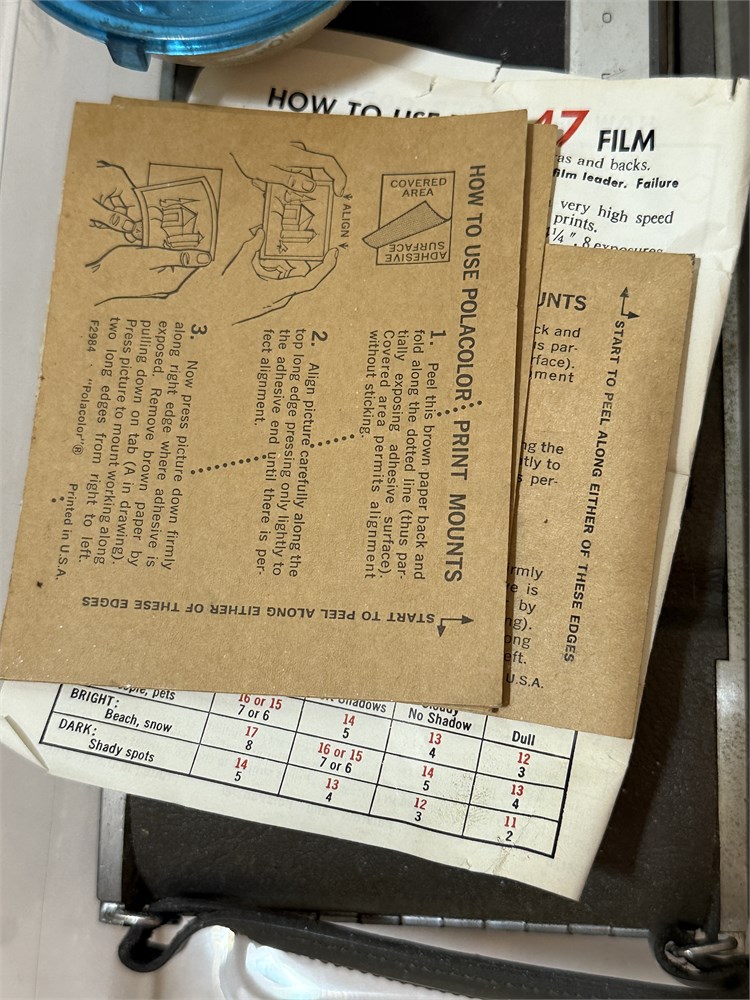 HOW TO USE
47 FILM
as and backs.
film leader. Failure
very high speed
prints.
1/4", 8 exposures
HOW TO USE POLACOLOR® PRINT MOUNTS
COVERED
AREA
ADHESIVE
SURFACE
ALIGN
1. Peel this brown paper back and
fold along the dotted line (thus par-
tially exposing adhesive surface).
Covered area permits alignment
without sticking.
2. Align picture carefully along the
top long edge pressing only lightly to
the adhesive end until there is per-
fect alignment.
3. Now press picture down firmly
along right edge where adhesive is
exposed. Remove brown paper by
pulling down on tab (A in drawing).
Press picture to mount working along
two long edges from right to left.
F2984 "Polacolor"® Printed in U.S.A.
START TO PEEL ALONG EITHER OF THESE EDGES
UNTS
ck and
is par-
rface).
ment
ng the
tly to
s per-
rmly
e is
by
ng).
ong
eft.
U.S.A.
START TO PEEL ALONG EITHER OF THESE EDGES
pets 16 or 15 Shadows
7 or 6 14 No Shadow Dull
5 13 12
4 3
BRIGHT:
Beach, snow 17 16 or 15 14 13
8 7 or 6 5 4
DARK:
Shady spots 14 13 12 11
5 4 3 2